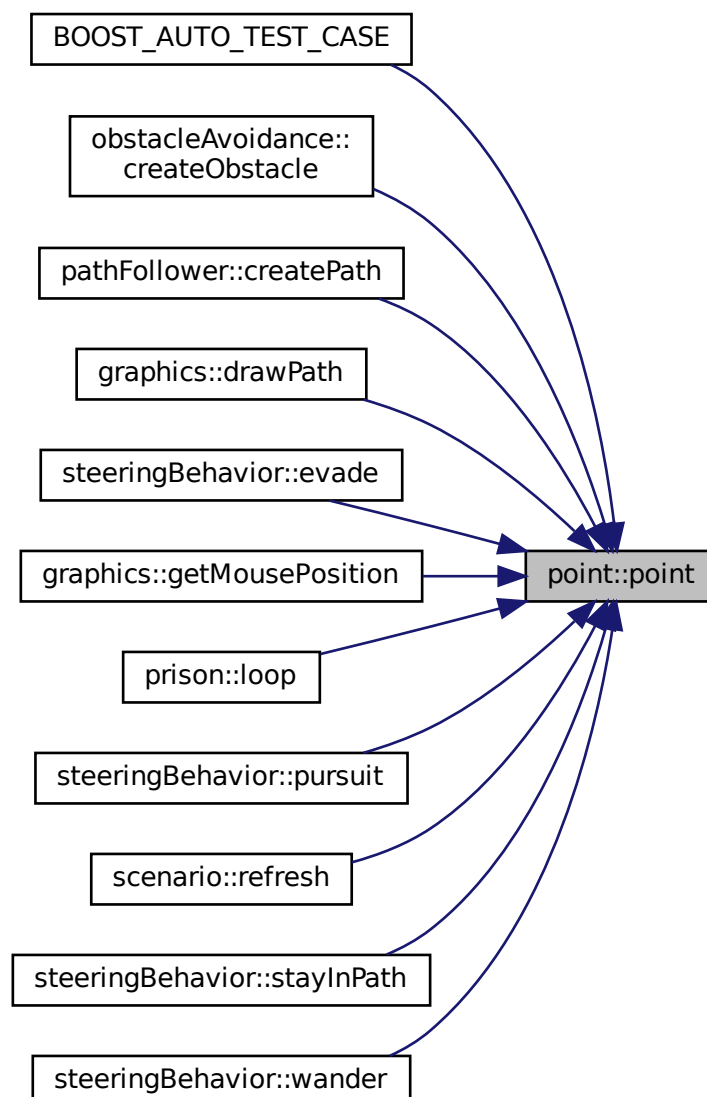 BOOST_AUTO_TEST_CASE
obstacleAvoidance::
createObstacle
pathFollower::createPath
graphics::drawPath
steeringBehavior::evade
graphics::getMousePosition
point::point
prison::loop
steeringBehavior::pursuit
scenario::refresh
steeringBehavior::stayInPath
steeringBehavior::wander